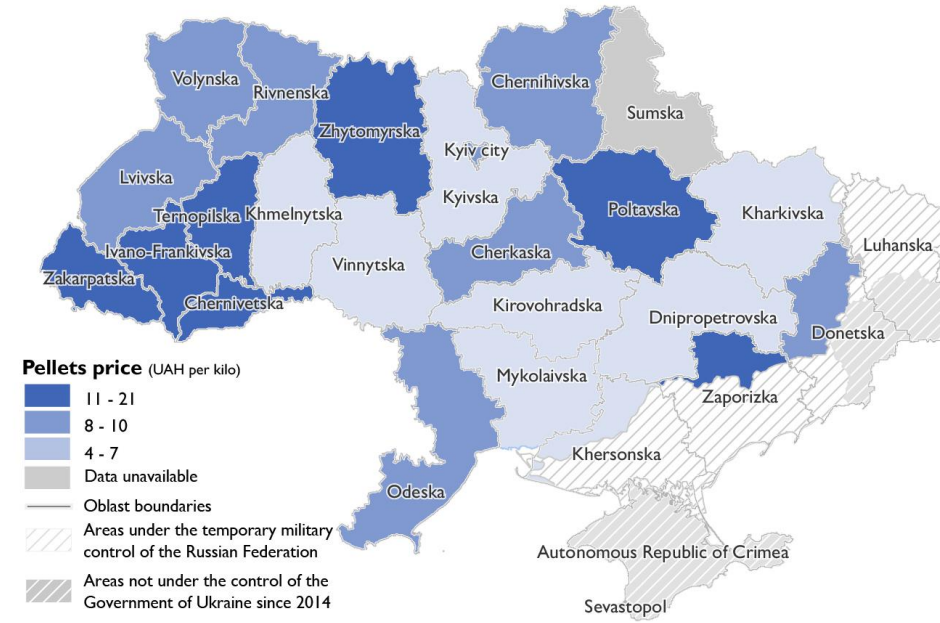 Volynska
Rivnenska
Chernihivska
Sumska
Zhytomyrska
Kyiv city
Lvivska
Kyivska
Ternopilska
Khmelnytska
Poltavska
Kharkivska
Luhanska
Ivano-Frankivska
Cherkaska
Vinnytska
Zakarpatska
Chernivetska
Kirovohradska
Dnipropetrovska
Donetska
Mykolaivska
Zaporizka
Khersonska
Odeska
Autonomous Republic of Crimea
Sevastopol
Pellets price (UAH per kilo)
11 - 21
8 - 10
4 - 7
Data unavailable
Oblast boundaries
Areas under the temporary military
control of the Russian Federation
Areas not under the control of the
Government of Ukraine since 2014